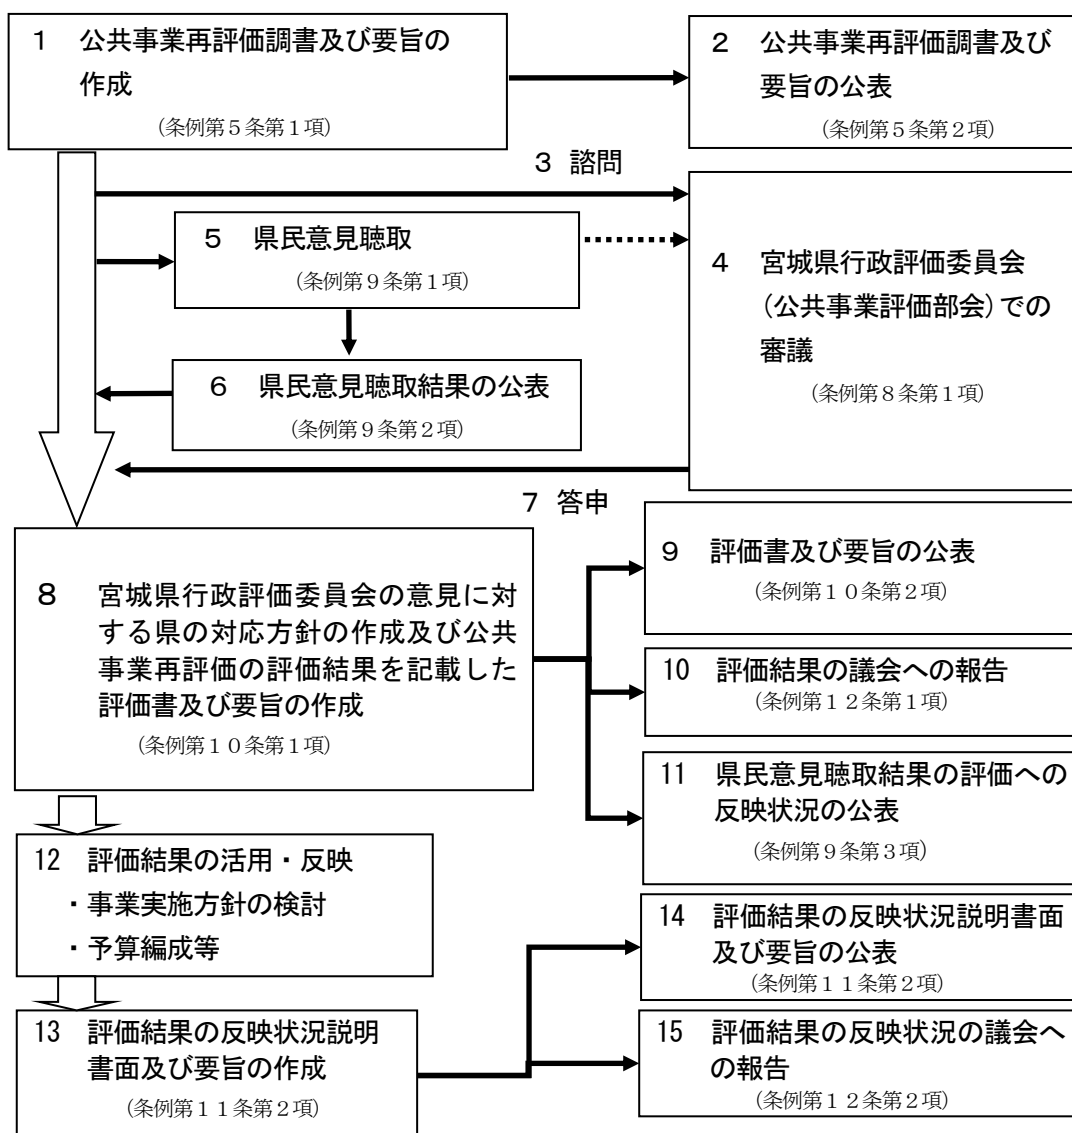 1 公共事業再評価調書及び要旨の
作成
(条例第5条第1項)
2 公共事業再評価調書及び
要旨の公表
(条例第5条第2項)
3 諮問
5 県民意見聴取
(条例第9条第1項)
4 宮城県行政評価委員会
(公共事業評価部会)での
審議
(条例第8条第1項)
6 県民意見聴取結果の公表
(条例第9条第2項)
7 答申
8 宮城県行政評価委員会の意見に対
する県の対応方針の作成及び公共
事業再評価の評価結果を記載した
評価書及び要旨の作成
(条例第10条第1項)
9 評価書及び要旨の公表
(条例第10条第2項)
10 評価結果の議会への報告
(条例第12条第1項)
11 県民意見聴取結果の評価への
反映状況の公表
(条例第9条第3項)
12 評価結果の活用・反映
・事業実施方針の検討
・予算編成等
13 評価結果の反映状況説明
書面及び要旨の作成
(条例第11条第2項)
14 評価結果の反映状況説明書面
及び要旨の公表
(条例第11条第2項)
15 評価結果の反映状況の議会へ
の報告
(条例第12条第2項)